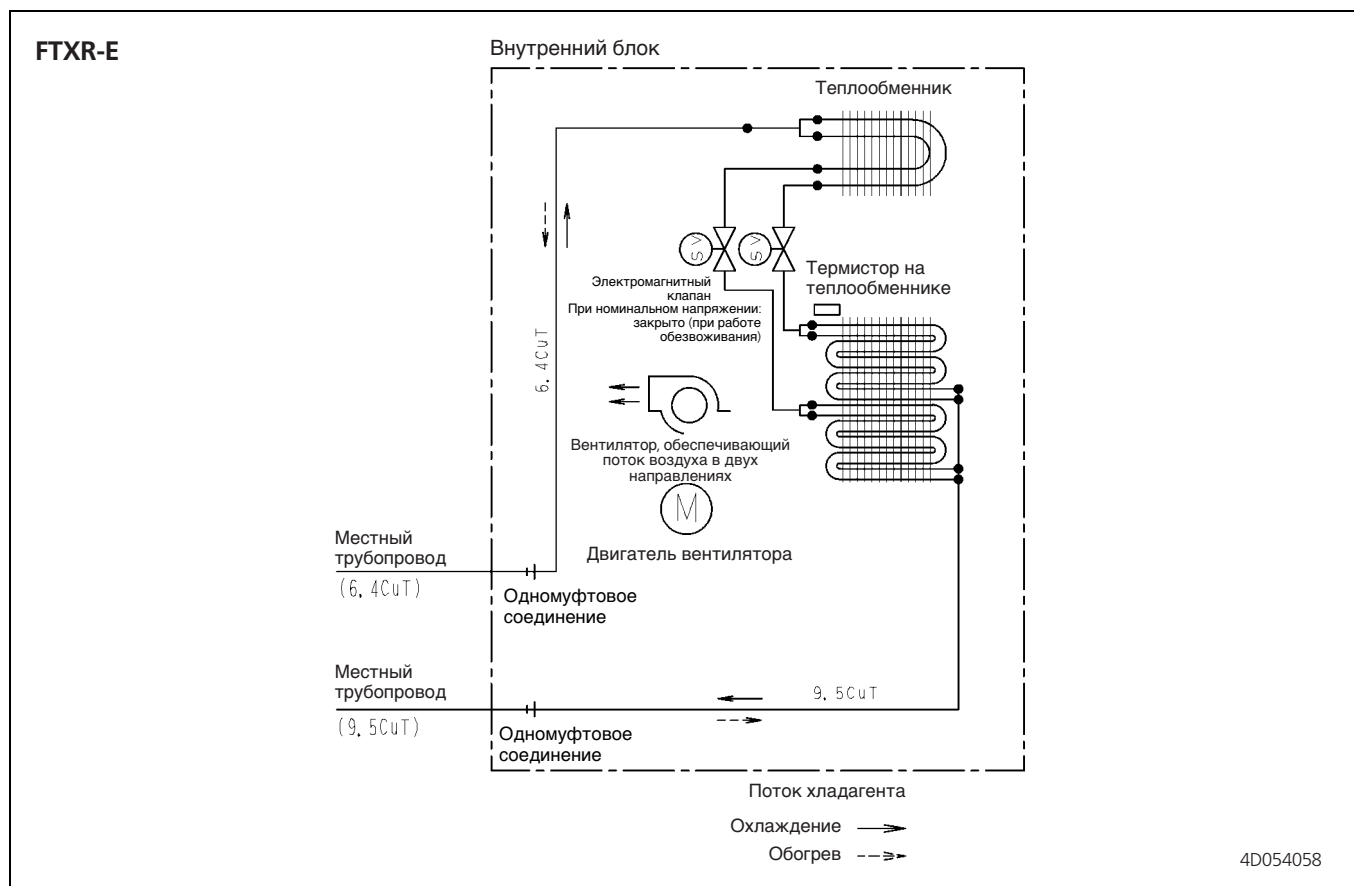 FTXR-E
Внутренний блок
Теплообменник
S V
S V
Термистор на
теплообменнике
Электромагнитный
клапан
При номинальном напряжении:
закрыто (при работе
обезвоживания)
6, 4CuT
Вентилятор, обеспечивающий
поток воздуха в двух
направлениях
M
Двигатель вентилятора
Местный
трубопровод
(6, 4CuT)
Одномуфтовое
соединение
Местный
трубопровод
(9, 5CuT)
9, 5CuT
Одномуфтовое
соединение
Поток хладагента
Охлаждение
Обогрев
4D054058